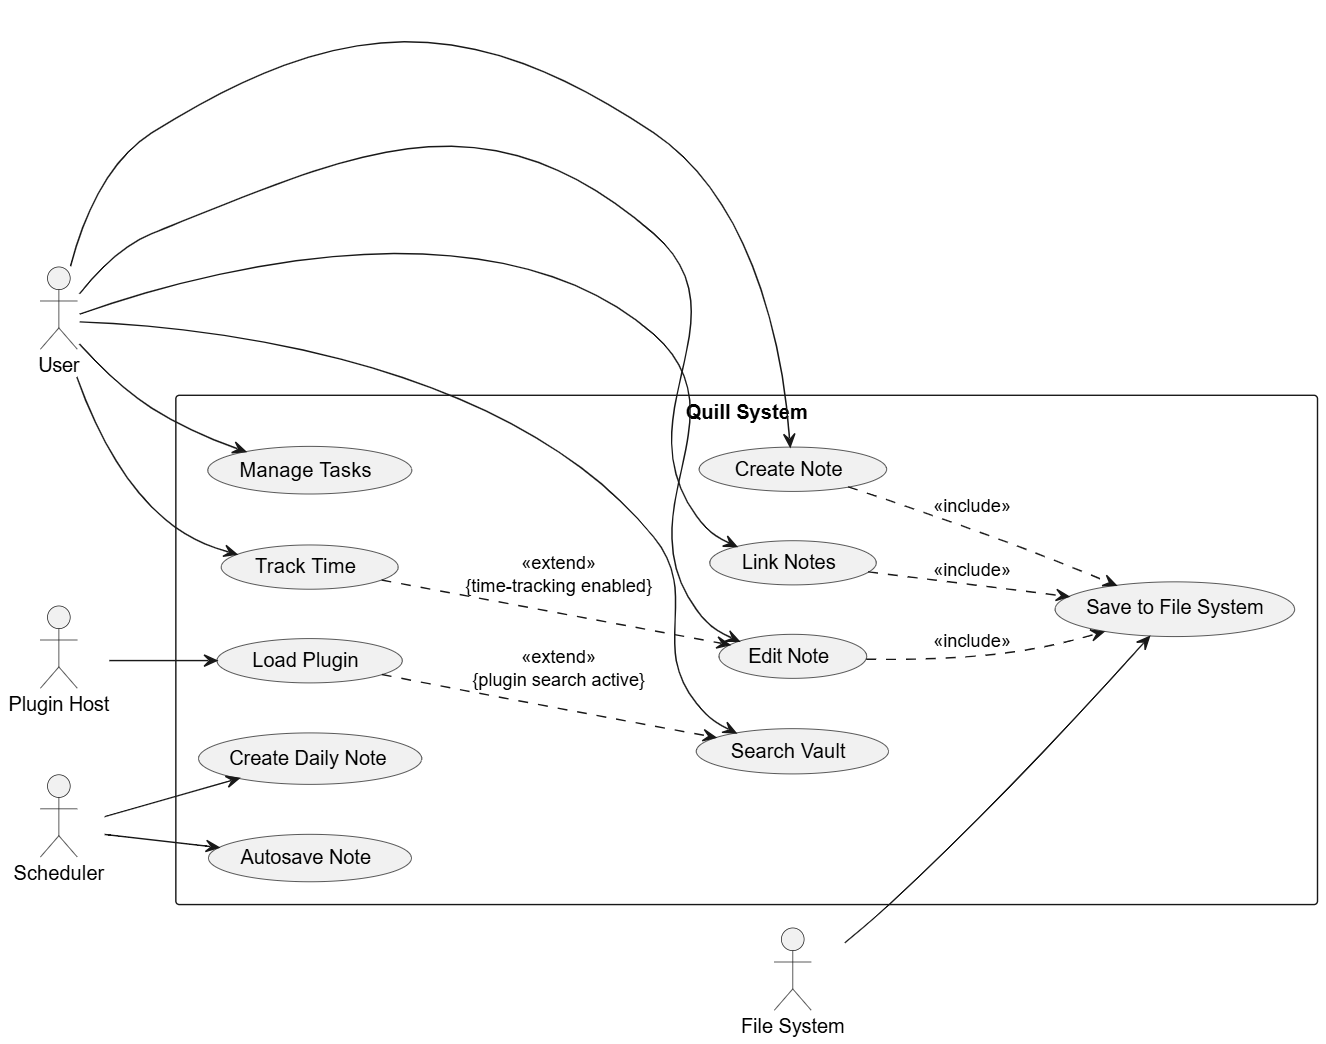 User
Quill System
Manage Tasks
Create Note
«include»
Track Time
«extend»
{time-tracking enabled}
Link Notes
«include»
Save to File System
Plugin Host
Load Plugin
«extend»
{plugin search active}
Edit Note
«include»
Search Vault
Scheduler
Create Daily Note
Autosave Note
File System